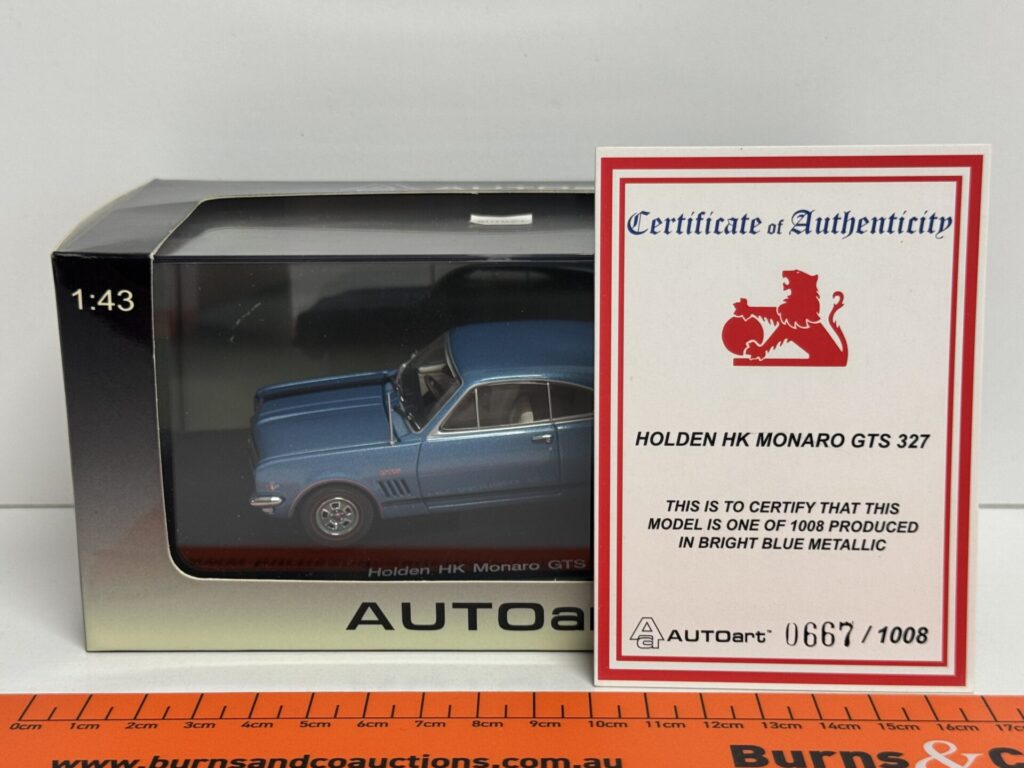 1:43
Holden HK Monaro GTS
AUTOa
Certificate of Authenticity
HOLDEN HK MONARO GTS 327
THIS IS TO CERTIFY THAT THIS
MODEL IS ONE OF 1008 PRODUCED
IN BRIGHT BLUE METALLIC
AUTOart™ 0667 / 1008
0cm 1cm 2cm 3cm 4cm 5cm 6cm 7cm 8cm 9cm 10cm 11cm 12cm 13cm 14cm 15cm 16cm 17c
www.burnsandcoauctions.com.au
Burns & C